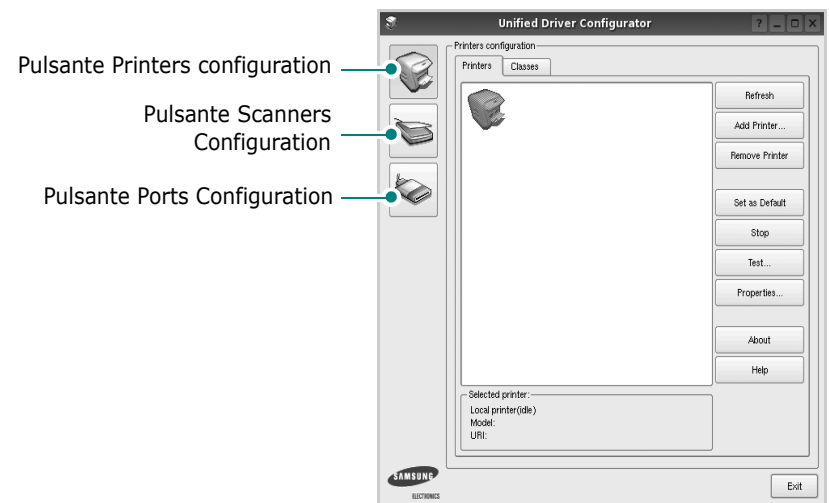 Unified Driver Configurator
Pulsante Printers configuration
Pulsante Scanners
Configuration
Pulsante Ports Configuration
Printers configuration
Printers
Classes
Refresh
Add Printer...
Remove Printer
Set as Default
Stop
Test...
Properties...
About
Help
Selected printer:
Local printer(idle)
Model:
URI:
SAMSUNG
ELECTRONICS
Exit